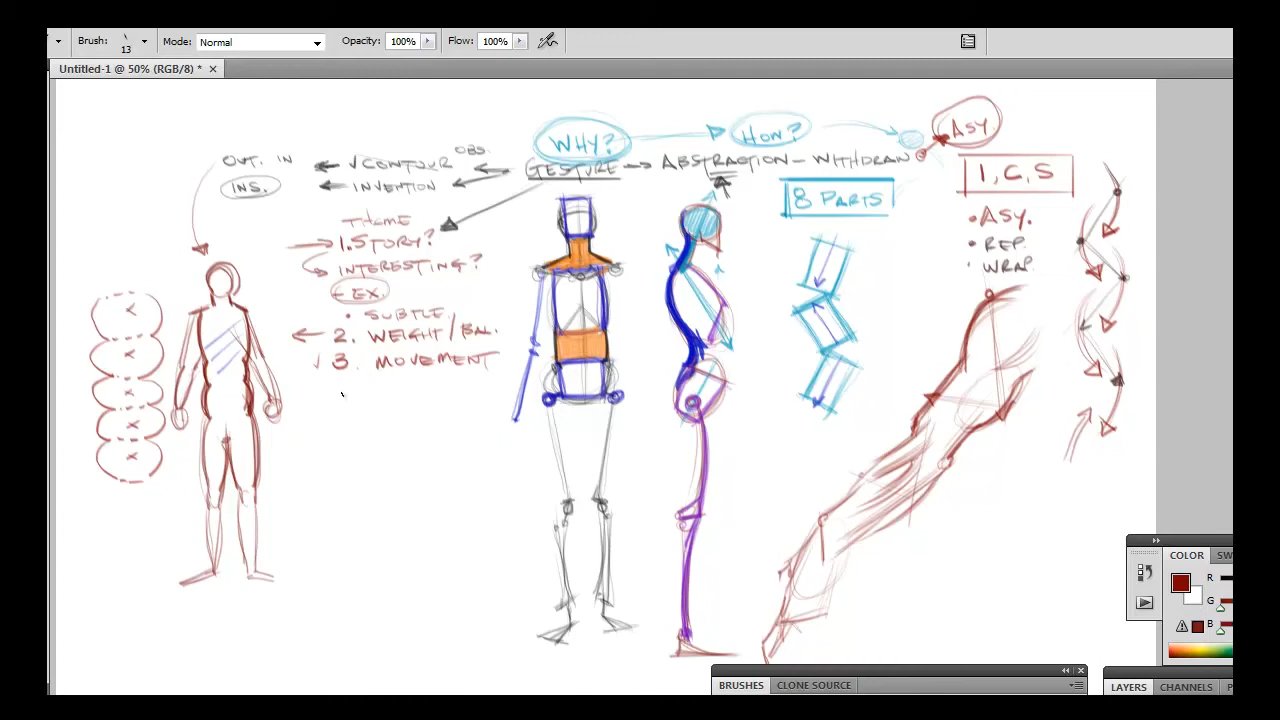 Brush: 13 Mode: Normal Opacity: 100% Flow: 100%
Untitled-1 @ 50% (RGB/8) *
WHY? HOW? ASY.
OUT. IN √CONTOUR OBS. GESTURE ABSTRACTION - WITHDRAW
INS. INVENTION
I, C, S
8 PARTS
THEME
1. STORY?
INTERESTING?
- EX.
• SUBTLE.
2. WEIGHT/BAL.
√ 3. MOVEMENT
• ASY.
• REP.
• WRAP.
COLOR SW
R
G
B
BRUSHES CLONE SOURCE
LAYERS CHANNELS P